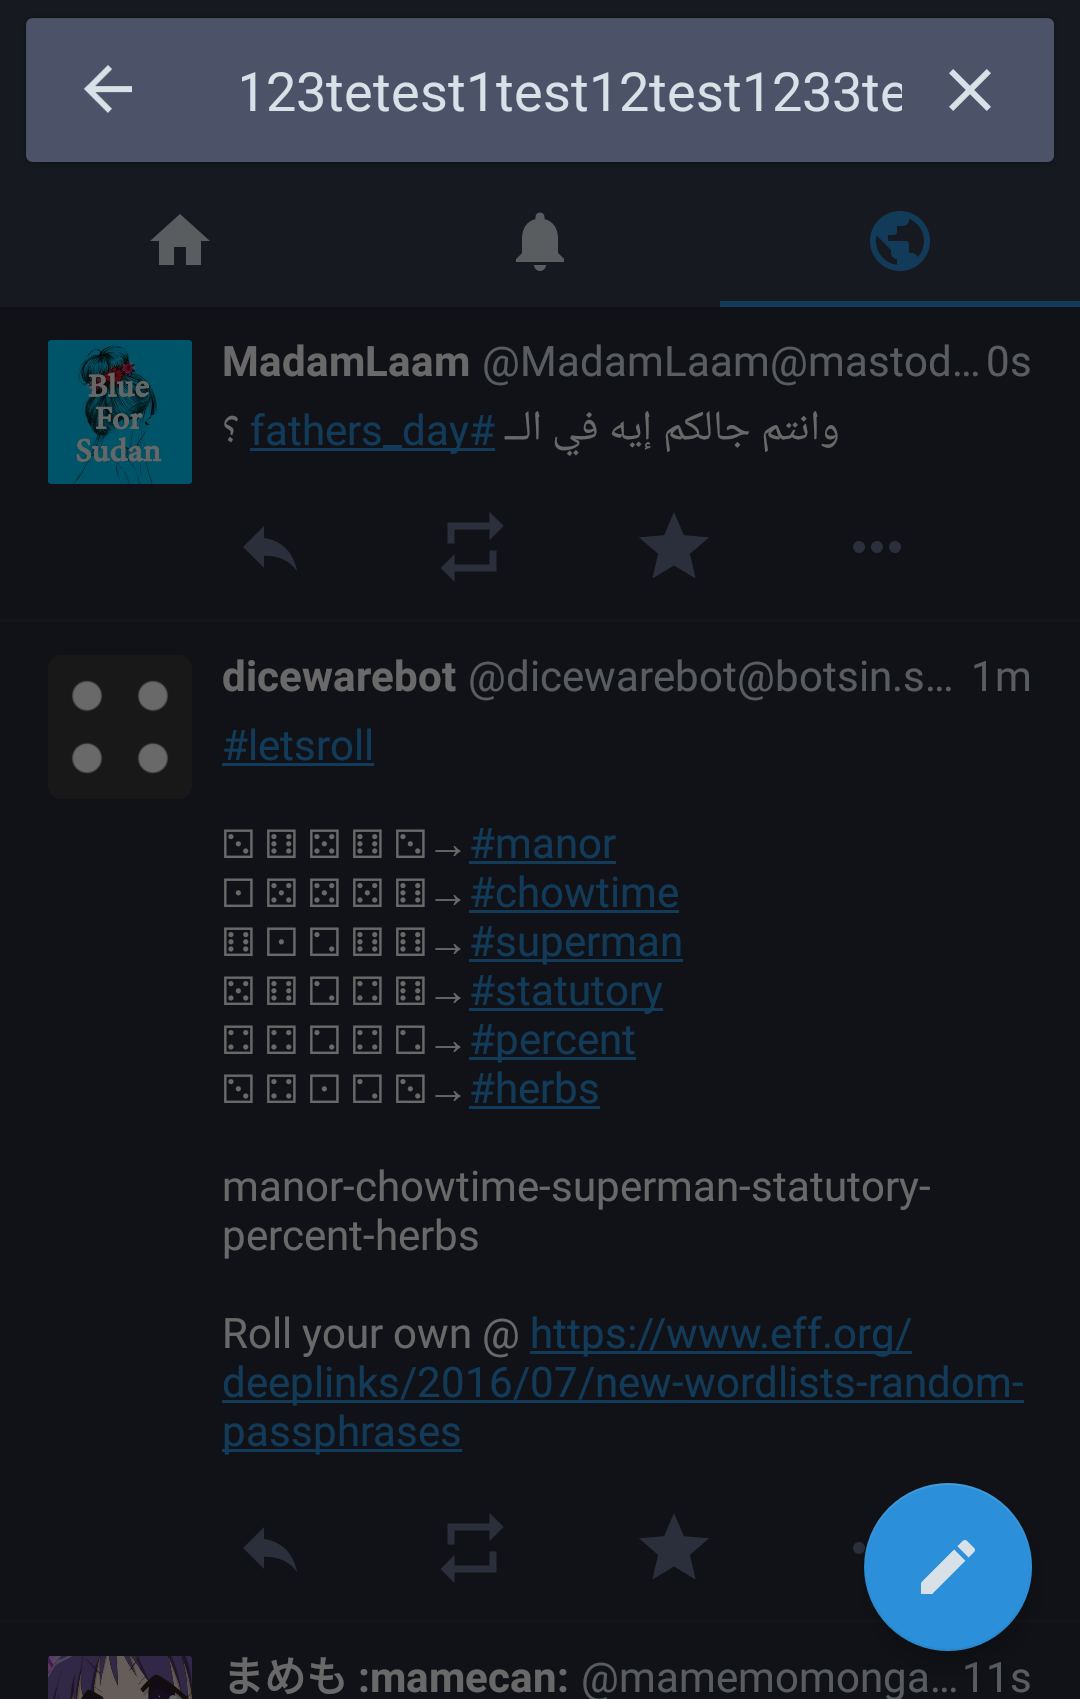 123tetest1test12test1233te
MadamLaam @MadamLaam@mastod… 0s
Blue
For
Sudan
وانتم جالكم إيه في الـ #fathers_day ؟
dicewarebot @dicewarebot@botsin.s… 1m
#letsroll
⚂ ⚅ ⚄ ⚅ ⚂ → #manor
⚀ ⚄ ⚄ ⚄ ⚅ → #chowtime
⚅ ⚀ ⚁ ⚅ ⚅ → #superman
⚄ ⚅ ⚁ ⚃ ⚅ → #statutory
⚃ ⚃ ⚁ ⚃ ⚁ → #percent
⚂ ⚃ ⚀ ⚁ ⚂ → #herbs
manor-chowtime-superman-statutory-
percent-herbs
Roll your own @ https://www.eff.org/
deeplinks/2016/07/new-wordlists-random-
passphrases
まめも :mamecan: @mamemomonga… 11s